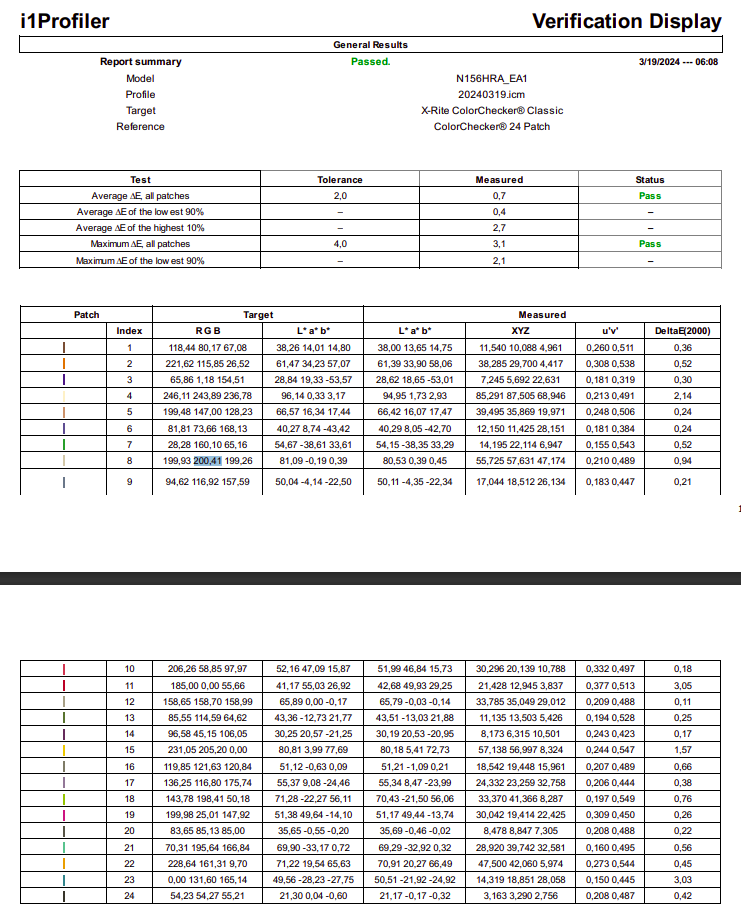 i1Profiler Verification Display
General Results
Report summary Passed. 3/19/2024 --- 06:08
Model N156HRA_EA1
Profile 20240319.icm
Target X-Rite ColorChecker® Classic
Reference ColorChecker® 24 Patch
Test Tolerance Measured Status
Average ΔE, all patches 2,0 0,7 Pass
Average ΔE of the lowest 90% -- 0,4 --
Average ΔE of the highest 10% -- 2,7 --
Maximum ΔE, all patches 4,0 3,1 Pass
Maximum ΔE of the lowest 90% -- 2,1 --
Patch Target Measured
Index R G B L* a* b* L* a* b* XYZ u'v' DeltaE(2000)
1 118,44 80,17 67,08 38,26 14,01 14,80 38,00 13,65 14,75 11,540 10,088 4,961 0,260 0,511 0,36
2 221,62 115,85 26,52 61,47 34,23 57,07 61,39 33,90 58,06 38,285 29,700 4,417 0,308 0,538 0,52
3 65,86 1,18 154,51 28,84 19,33 -53,57 28,62 18,65 -53,01 7,245 5,692 22,631 0,181 0,319 0,30
4 246,11 243,89 236,78 96,14 0,33 3,17 94,95 1,73 2,93 85,291 87,505 68,946 0,213 0,491 2,14
5 199,48 147,00 128,23 66,57 16,34 17,44 66,42 16,07 17,47 39,495 35,869 19,971 0,248 0,506 0,24
6 81,81 73,66 168,13 40,27 8,74 -43,42 40,29 8,05 -42,70 12,150 11,425 28,151 0,181 0,384 0,24
7 28,28 160,10 65,16 54,67 -38,61 33,61 54,15 -38,35 33,29 14,195 22,114 6,947 0,155 0,543 0,52
8 199,93 200,41 199,26 81,09 -0,19 0,39 80,53 0,39 0,45 55,725 57,631 47,174 0,210 0,489 0,94
9 94,62 116,92 157,59 50,04 -4,14 -22,50 50,11 -4,35 -22,34 17,044 18,512 26,134 0,183 0,447 0,21
1
10 206,26 58,85 97,97 52,16 47,09 15,87 51,99 46,84 15,73 30,296 20,139 10,788 0,332 0,497 0,18
11 185,00 0,00 55,66 41,17 55,03 26,92 42,68 49,93 29,25 21,428 12,945 3,837 0,377 0,513 3,05
12 158,65 158,70 158,99 65,89 0,00 -0,17 65,79 -0,03 -0,14 33,785 35,049 29,012 0,209 0,488 0,11
13 85,55 114,59 64,62 43,36 -12,73 21,77 43,51 -13,03 21,88 11,135 13,503 5,426 0,194 0,528 0,25
14 96,58 45,15 106,05 30,25 20,57 -21,25 30,19 20,53 -20,95 8,173 6,315 10,501 0,243 0,423 0,17
15 231,05 205,20 0,00 80,81 3,99 77,69 80,18 5,41 72,73 57,138 56,997 8,324 0,244 0,547 1,57
16 119,85 121,63 120,84 51,12 -0,63 0,09 51,21 -1,09 0,21 18,542 19,448 15,961 0,207 0,489 0,66
17 136,25 116,80 175,74 55,37 9,08 -24,46 55,34 8,47 -23,99 24,332 23,259 32,758 0,206 0,444 0,38
18 143,78 198,41 50,18 71,28 -22,27 56,11 70,43 -21,50 56,06 33,370 41,366 8,287 0,197 0,549 0,76
19 199,98 25,01 147,92 51,38 49,64 -14,10 51,17 49,44 -13,74 30,042 19,414 22,425 0,309 0,450 0,26
20 83,65 85,13 85,00 35,65 -0,55 -0,20 35,69 -0,46 -0,02 8,478 8,847 7,305 0,208 0,488 0,22
21 70,31 195,64 166,84 69,90 -33,17 0,72 69,29 -32,92 0,32 28,920 39,742 32,581 0,160 0,495 0,56
22 228,64 161,31 9,70 71,22 19,54 65,63 70,91 20,27 66,49 47,500 42,060 5,974 0,273 0,544 0,45
23 0,00 131,60 165,14 49,56 -28,23 -27,75 50,51 -21,92 -24,92 14,319 18,851 28,058 0,150 0,445 3,03
24 54,23 54,27 55,21 21,30 0,04 -0,60 21,17 -0,17 -0,32 3,163 3,290 2,756 0,208 0,487 0,42